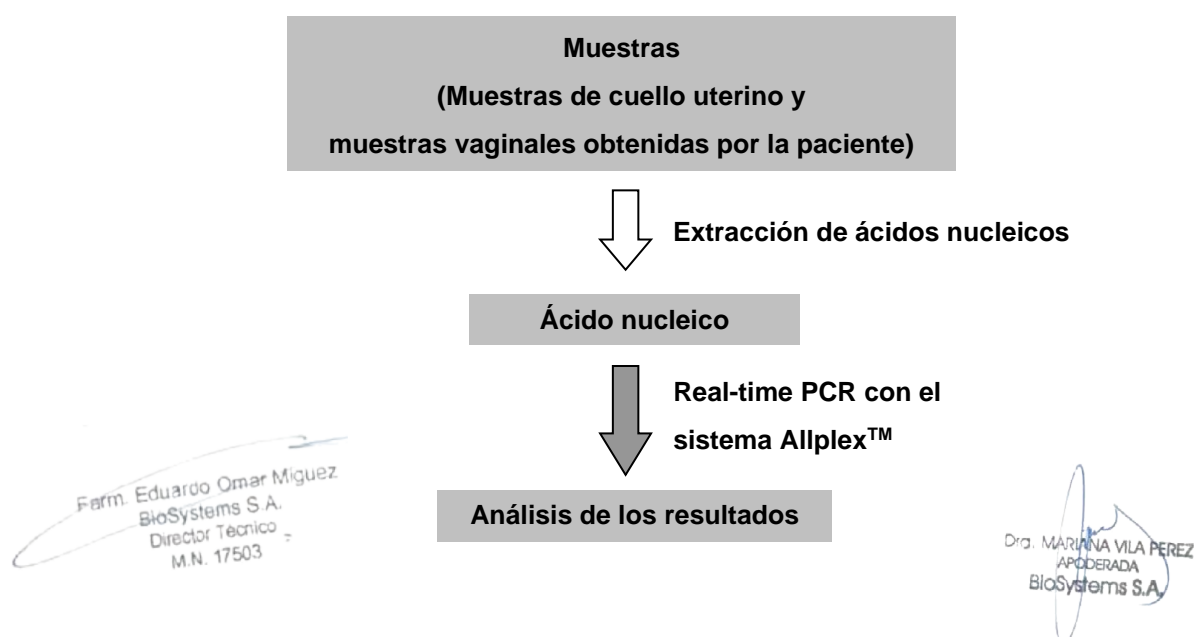 Muestras
(Muestras de cuello uterino y
muestras vaginales obtenidas por la paciente)
Extracción de ácidos nucleicos
Ácido nucleico
Real-time PCR con el
sistema Allplex™
Análisis de los resultados
Farm. Eduardo Omar Miguez
BioSystems S.A.
Director Técnico
M.N. 17503
Dra. MARIANA VILA PEREZ
APODERADA
BioSystems S.A.